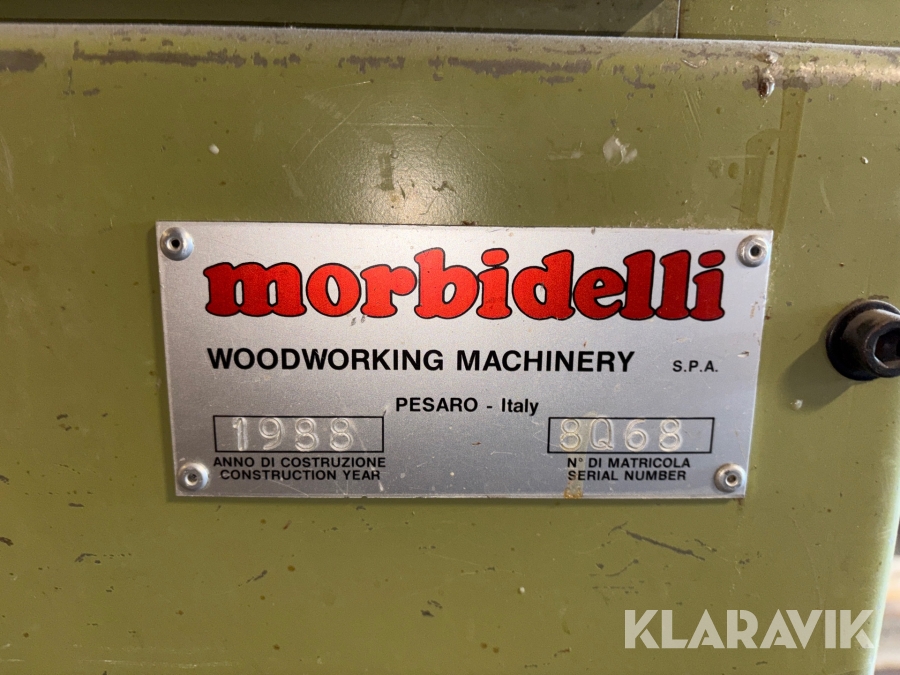 morbidelli
WOODWORKING MACHINERY S.P.A.
PESARO - Italy
1988 8Q68
ANNO DI COSTRUZIONE N° DI MATRICOLA
CONSTRUCTION YEAR SERIAL NUMBER
KLARAVIK